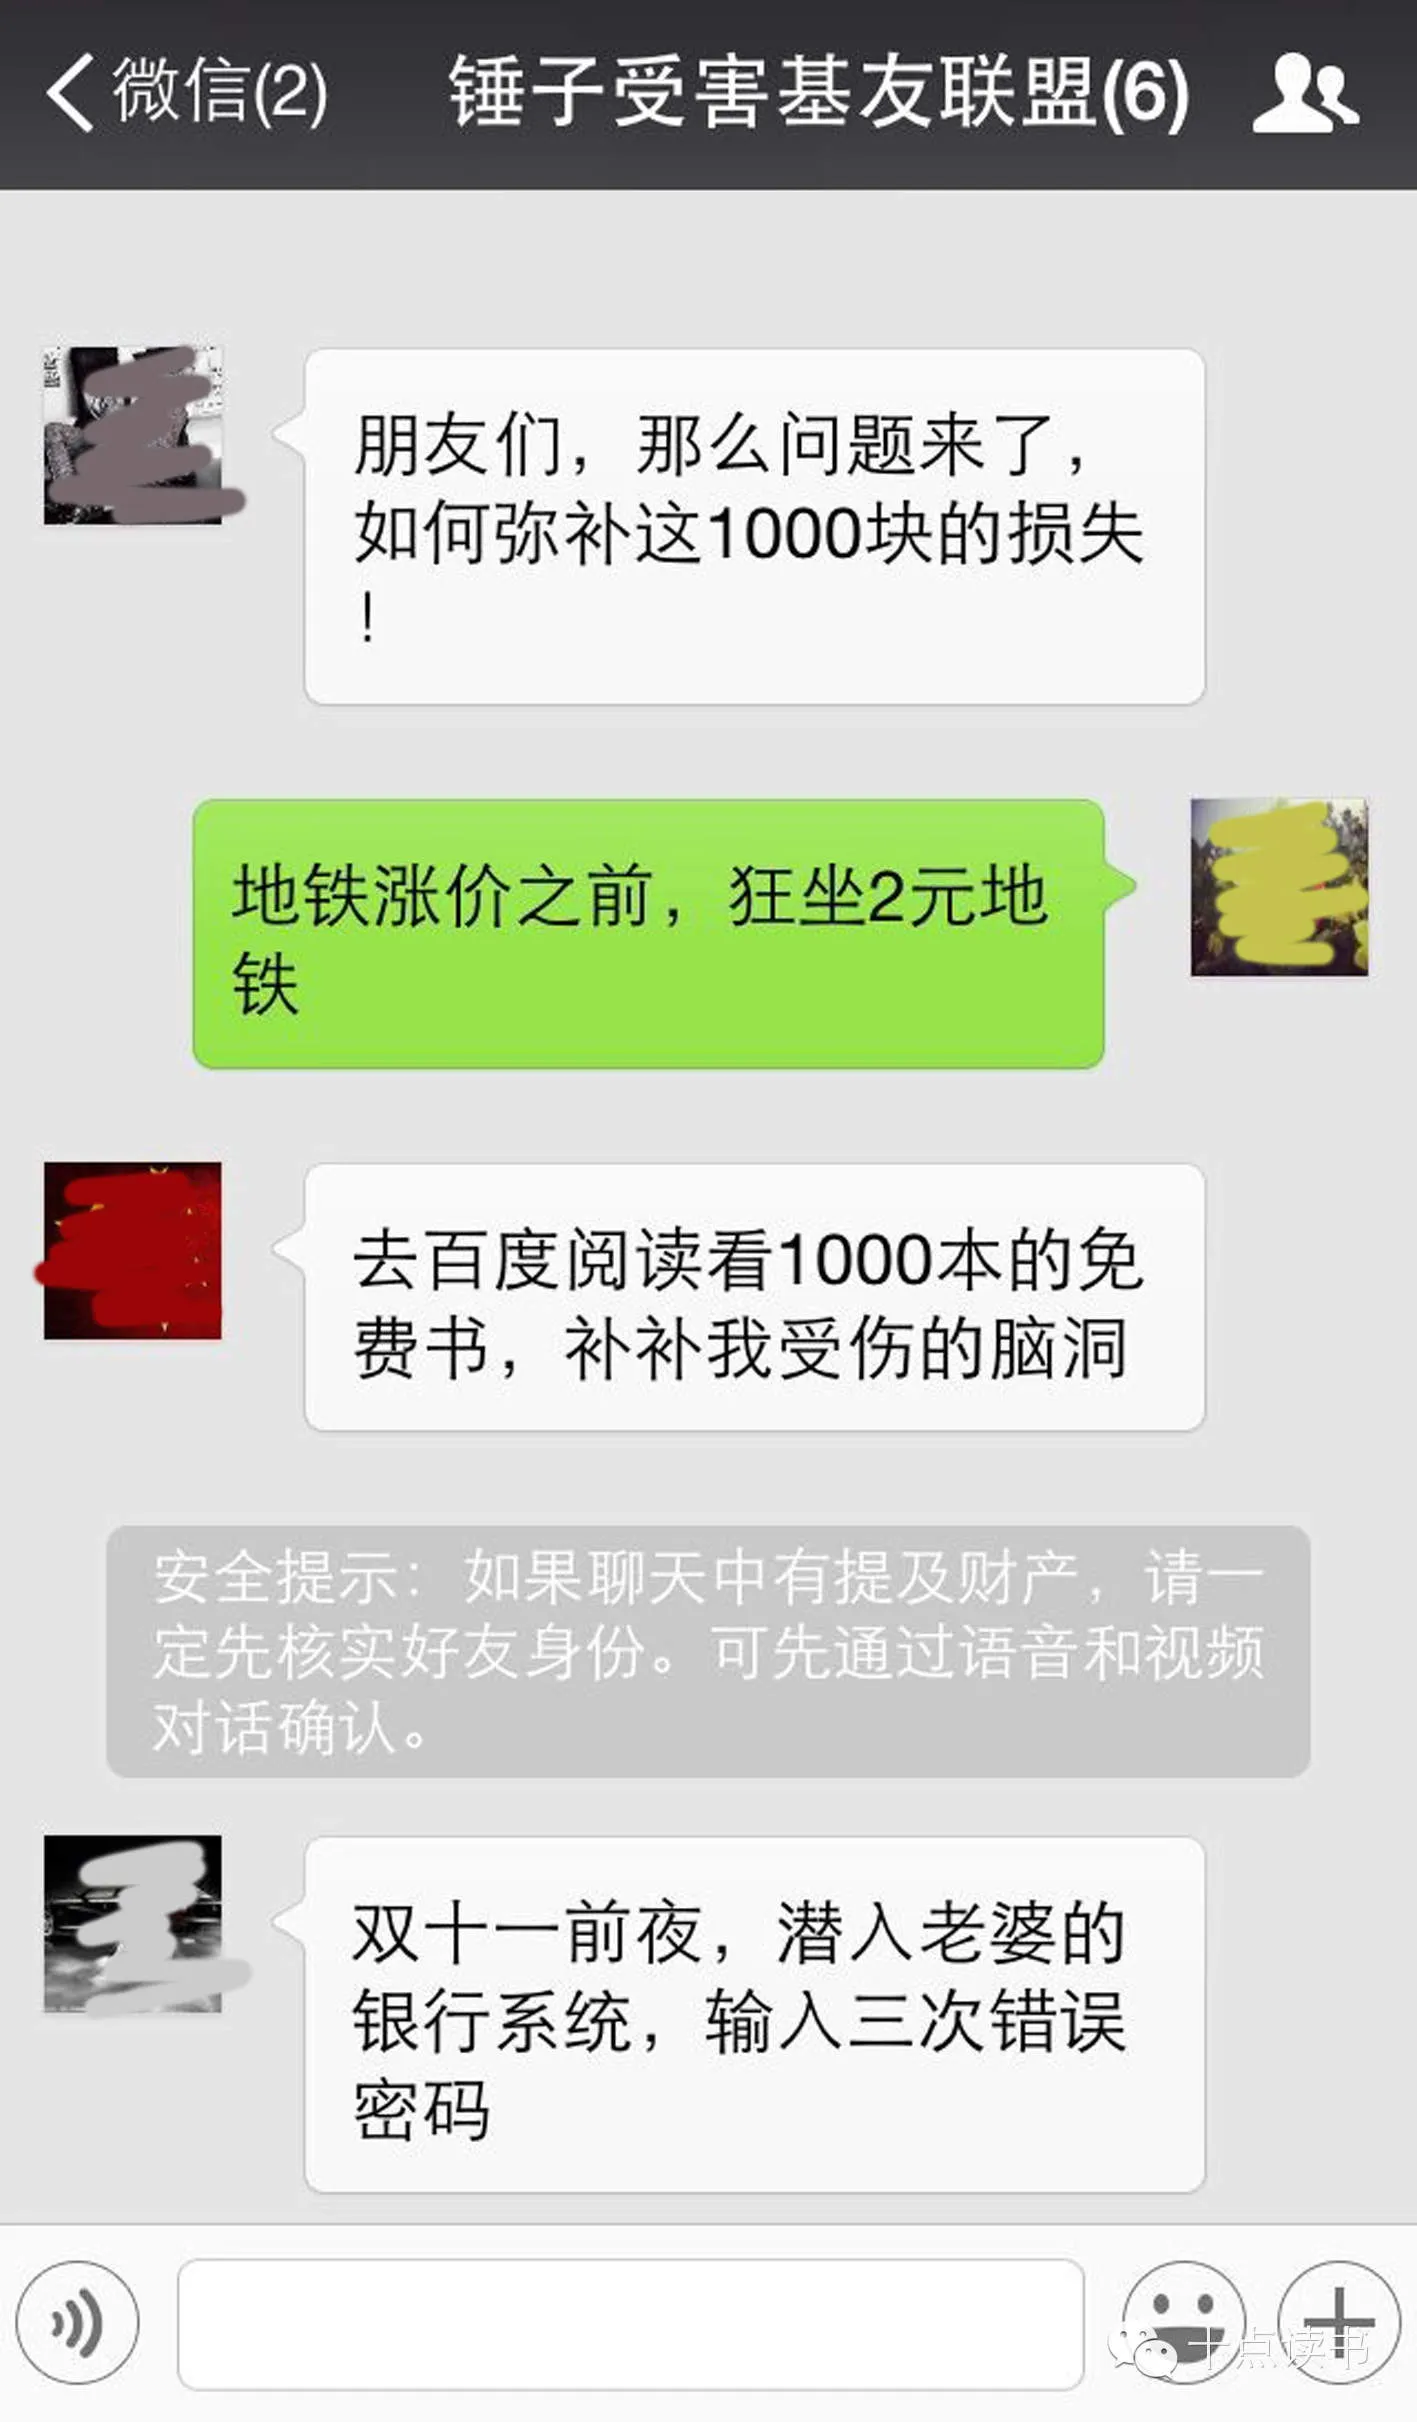 微信(2)
锤子受害基友联盟(6)
朋友们，那么问题来了，
如何弥补这1000块的损失
！
地铁涨价之前，狂坐2元地
铁
去百度阅读看1000本的免
费书，补补我受伤的脑洞
安全提示：如果聊天中有提及财产，请一
定先核实好友身份。可先通过语音和视频
对话确认。
双十一前夜，潜入老婆的
银行系统，输入三次错误
密码
十点读书